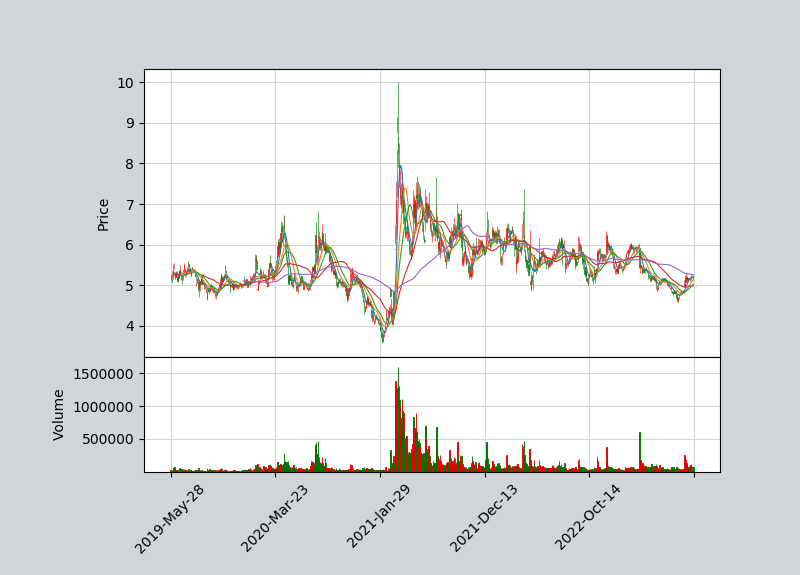 10
9
8
7
6
5
4
Price
1500000
1000000
500000
Volume
2019-May-28
2020-Mar-23
2021-Jan-29
2021-Dec-13
2022-Oct-14